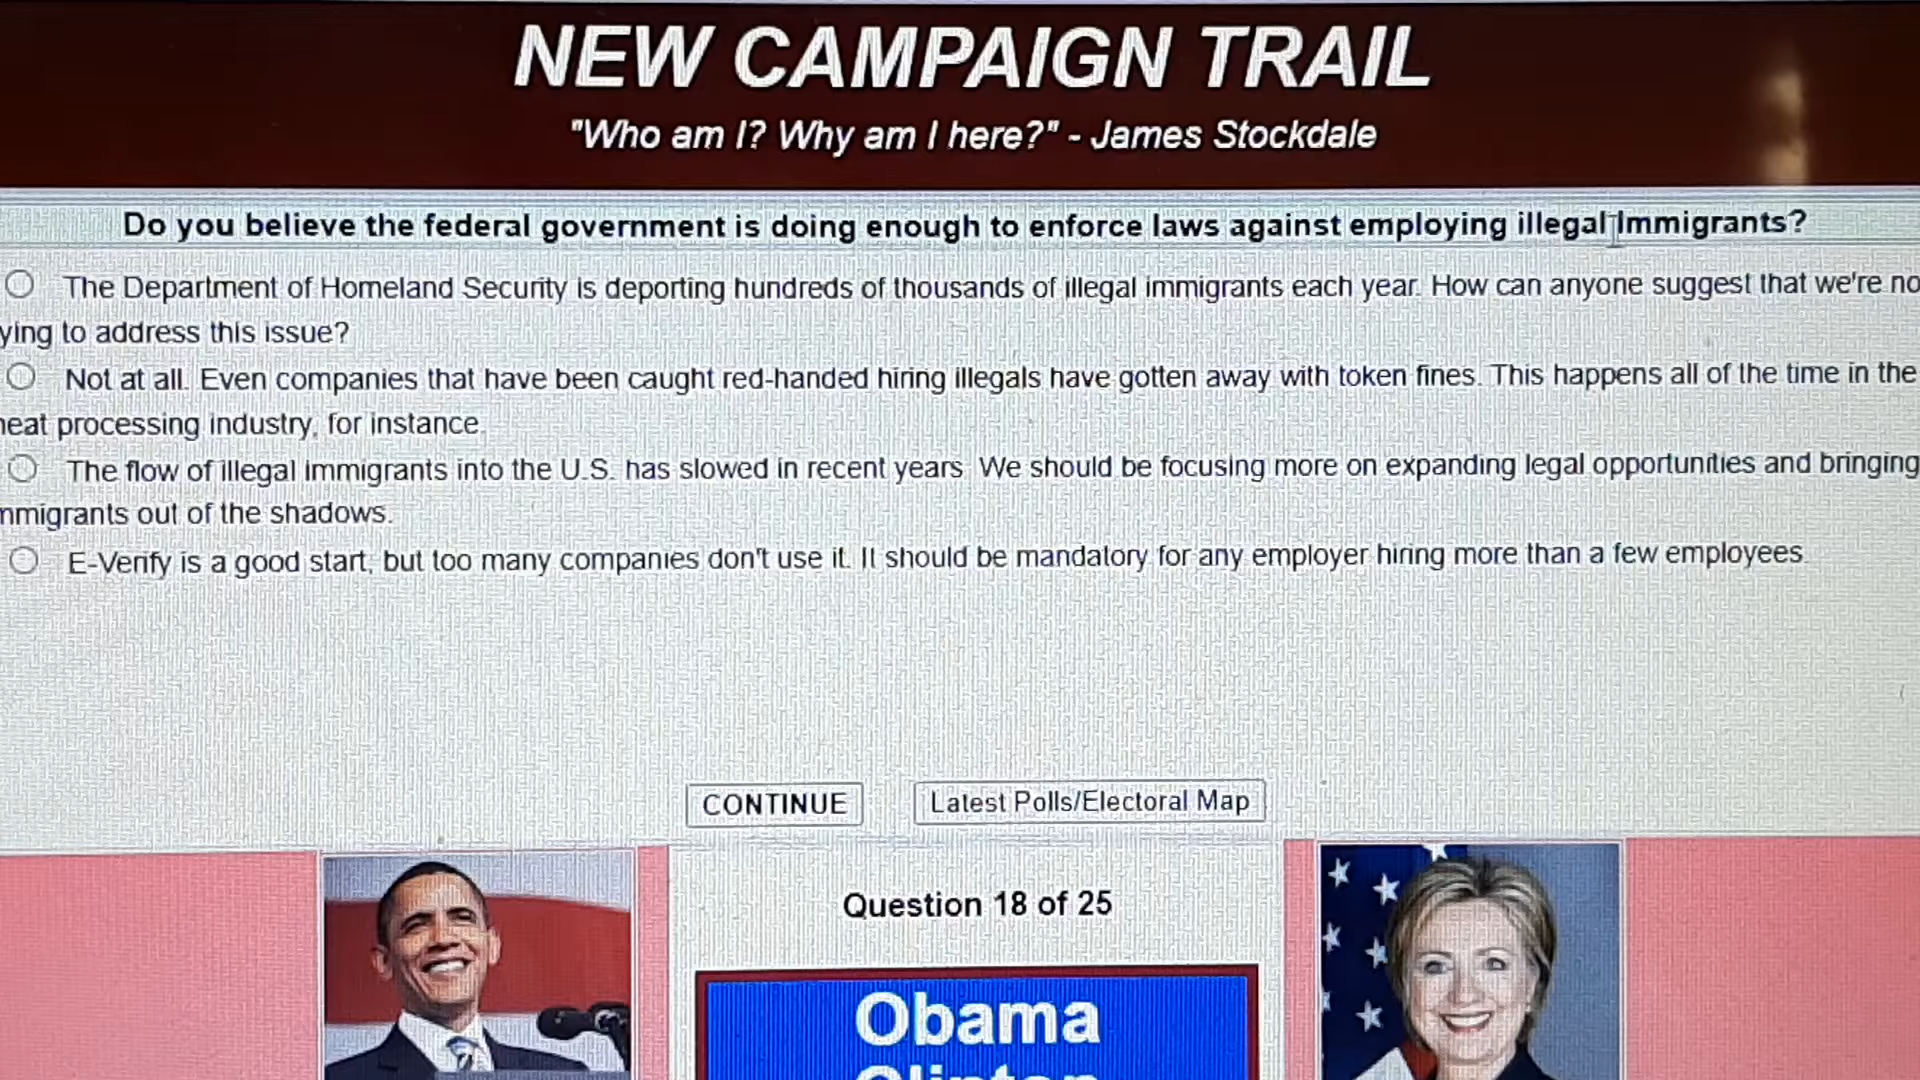 NEW CAMPAIGN TRAIL
"Who am I? Why am I here?" - James Stockdale
Do you believe the federal government is doing enough to enforce laws against employing illegal immigrants?
The Department of Homeland Security is deporting hundreds of thousands of illegal immigrants each year. How can anyone suggest that we're no
ying to address this issue?
Not at all. Even companies that have been caught red-handed hiring illegals have gotten away with token fines. This happens all of the time in the
eat processing industry, for instance.
The flow of illegal immigrants into the U.S. has slowed in recent years. We should be focusing more on expanding legal opportunities and bringing
mmigrants out of the shadows.
E-Verify is a good start, but too many companies don't use it. It should be mandatory for any employer hiring more than a few employees.
CONTINUE
Latest Polls/Electoral Map
Question 18 of 25
Obama
Clinton